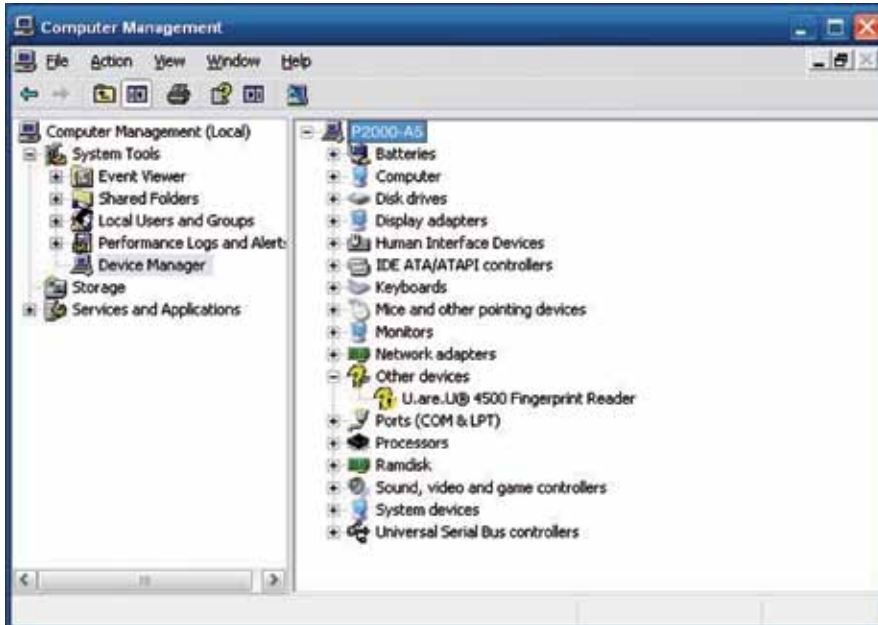 Computer Management
File Action View Window Help
Computer Management (Local)
System Tools
Event Viewer
Shared Folders
Local Users and Groups
Performance Logs and Alert
Device Manager
Storage
Services and Applications
P2000-A5
Batteries
Computer
Disk drives
Display adapters
Human Interface Devices
IDE ATA/ATAPI controllers
Keyboards
Mice and other pointing devices
Monitors
Network adapters
Other devices
U.are.U® 4500 Fingerprint Reader
Ports (COM & LPT)
Processors
Ramdisk
Sound, video and game controllers
System devices
Universal Serial Bus controllers